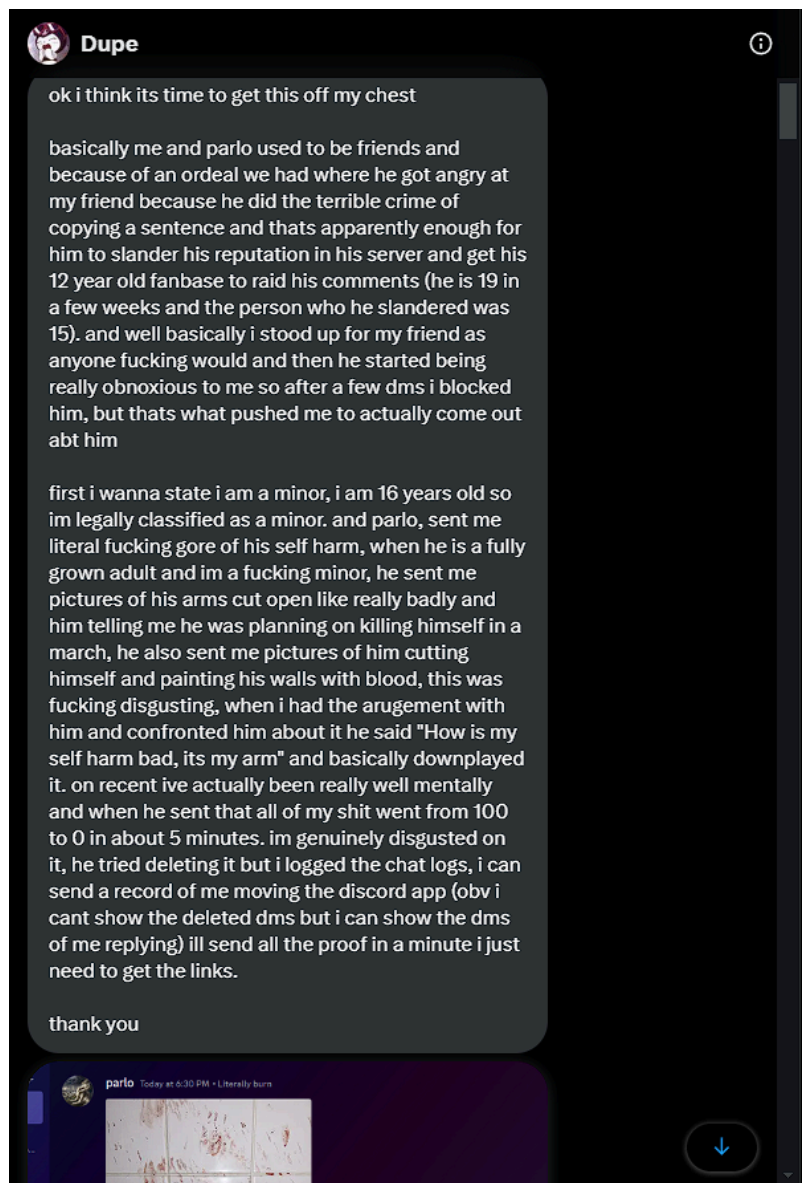 Dupe
ok i think its time to get this off my chest
basically me and parlo used to be friends and
because of an ordeal we had where he got angry at
my friend because he did the terrible crime of
copying a sentence and thats apparently enough for
him to slander his reputation in his server and get his
12 year old fanbase to raid his comments (he is 19 in
a few weeks and the person who he slandered was
15). and well basically i stood up for my friend as
anyone fucking would and then he started being
really obnoxious to me so after a few dms i blocked
him, but thats what pushed me to actually come out
abt him
first i wanna state i am a minor, i am 16 years old so
im legally classified as a minor. and parlo, sent me
literal fucking gore of his self harm, when he is a fully
grown adult and im a fucking minor, he sent me
pictures of his arms cut open like really badly and
him telling me he was planning on killing himself in a
march, he also sent me pictures of him cutting
himself and painting his walls with blood, this was
fucking disgusting, when i had the arugement with
him and confronted him about it he said "How is my
self harm bad, its my arm" and basically downplayed
it. on recent ive actually been really well mentally
and when he sent that all of my shit went from 100
to 0 in about 5 minutes. im genuinely disgusted on
it, he tried deleting it but i logged the chat logs, i can
send a record of me moving the discord app (obv i
cant show the deleted dms but i can show the dms
of me replying) ill send all the proof in a minute i just
need to get the links.
thank you
parlo Today at 6:30 PM • Literally burn